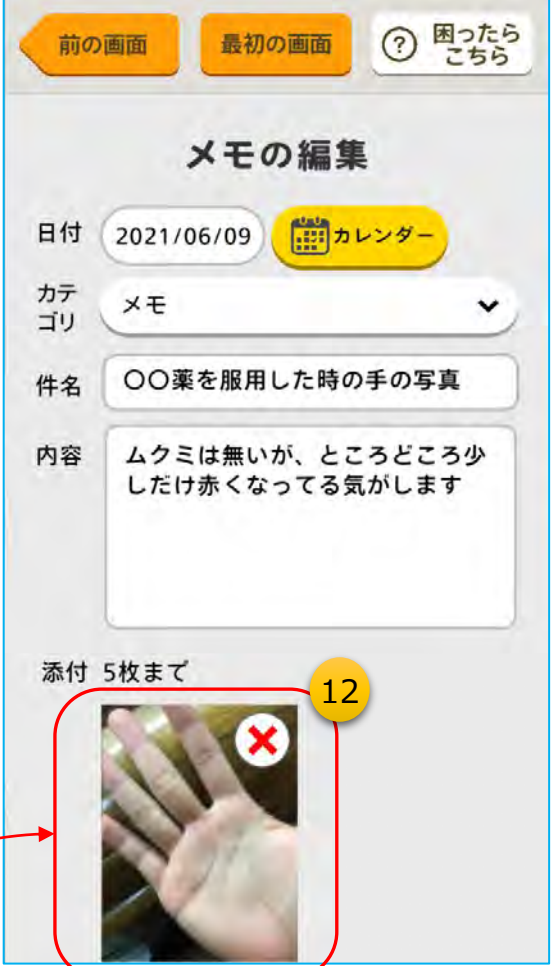 前の画面
最初の画面
? 困ったら
こちら
メモの編集
日付 2021/06/09 カレンダー
カテ
ゴリ
メモ
件名 〇〇薬を服用した時の手の写真
内容 ムクミは無いが、ところどころ少
しだけ赤くなってる気がします
添付 5枚まで
12